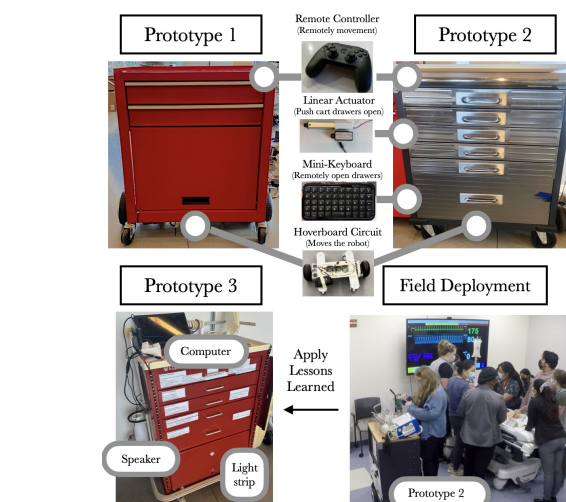 Prototype 1
Remote Controller
(Remotely movement)
Prototype 2
Linear Actuator
(Push cart drawers open)
Mini-Keyboard
(Remotely open drawers)
Hoverboard Circuit
(Moves the robot)
Prototype 3
Field Deployment
Computer
Apply
Lessons
Learned
Speaker
Light
strip
175
Prototype 2